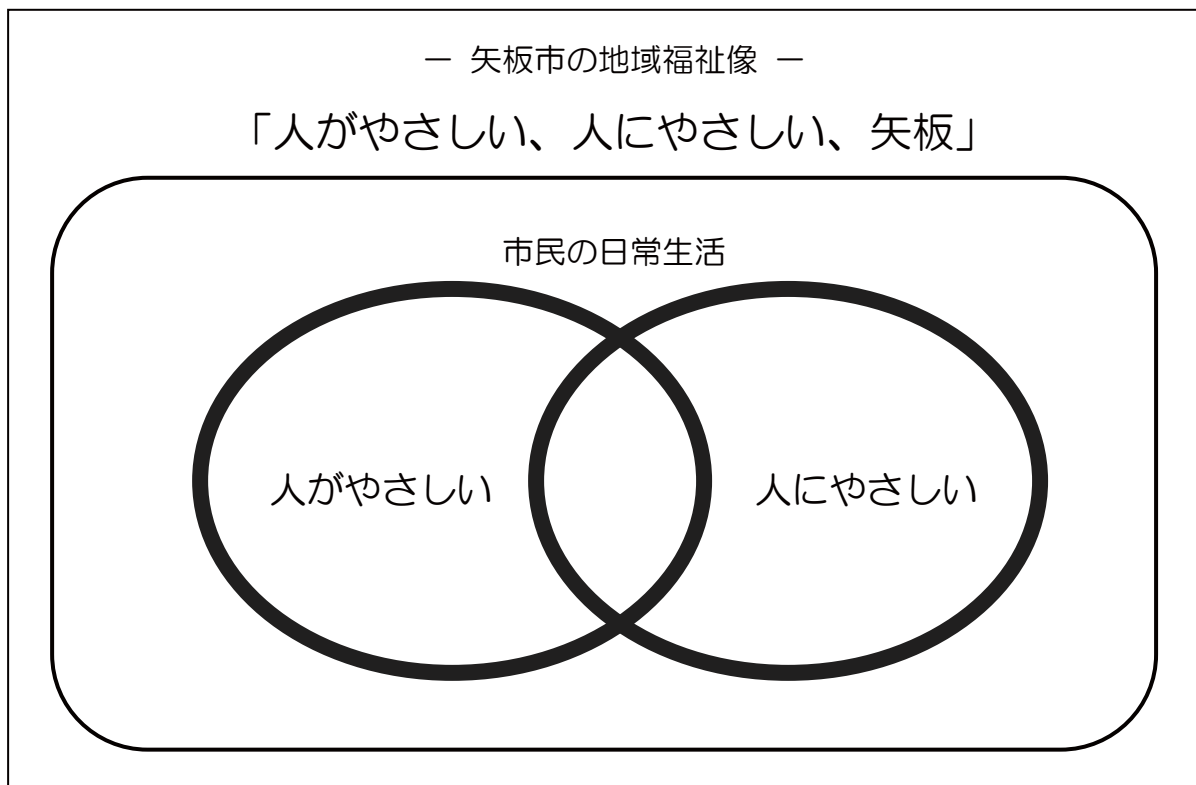 ― 矢板市の地域福祉像 ―
「人がやさしい、人にやさしい、矢板」
市民の日常生活
人がやさしい
人にやさしい